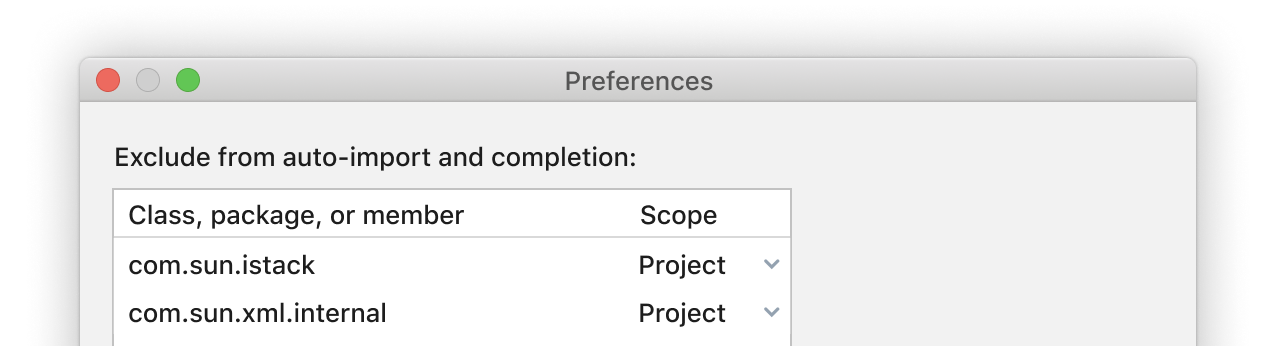 Preferences
Exclude from auto-import and completion:
Class, package, or member Scope
com.sun.istack Project
com.sun.xml.internal Project